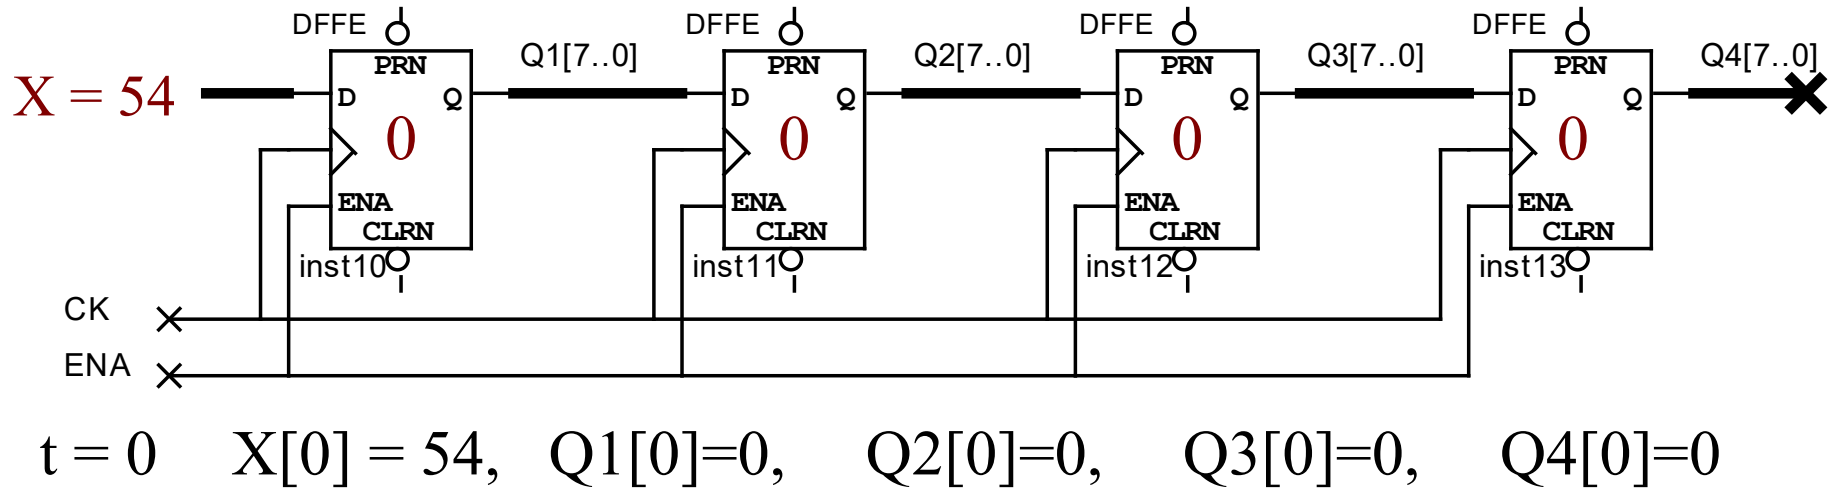 DFFE DFFE DFFE DFFE
PRN PRN PRN PRN
Q1[7..0] Q2[7..0] Q3[7..0] Q4[7..0]
X = 54 D Q D Q D Q D Q
0 0 0 0
ENA ENA ENA ENA
CLRN CLRN CLRN CLRN
inst10 inst11 inst12 inst13
CK
ENA
t = 0 X[0] = 54, Q1[0]=0, Q2[0]=0, Q3[0]=0, Q4[0]=0